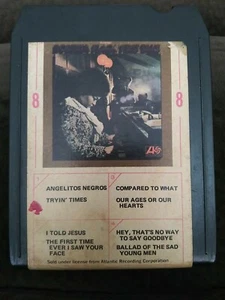 8
8
ANGELITOS NEGROS
TRYIN' TIMES
COMPARED TO WHAT
OUR AGES OR OUR
HEARTS
I TOLD JESUS
THE FIRST TIME
EVER I SAW YOUR
FACE
HEY, THAT'S NO WAY
TO SAY GOODBYE
BALLAD OF THE SAD
YOUNG MEN
Sold under license from Atlantic Recording Corporation